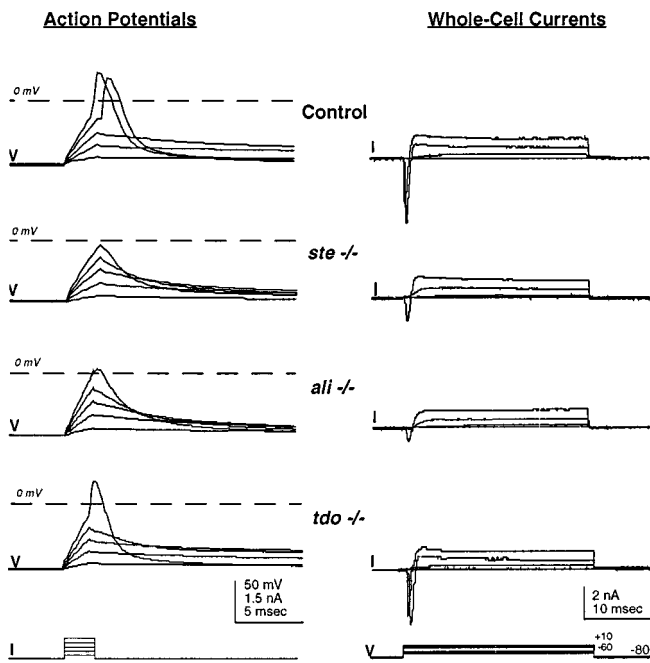 Action Potentials
Whole-Cell Currents
0 mV
Control
V
I
0 mV
ste -/-
V
I
0 mV
ali -/-
V
I
0 mV
tdo -/-
V
I
50 mV
1.5 nA
5 msec
2 nA
10 msec
I
V
+10
-60
-80